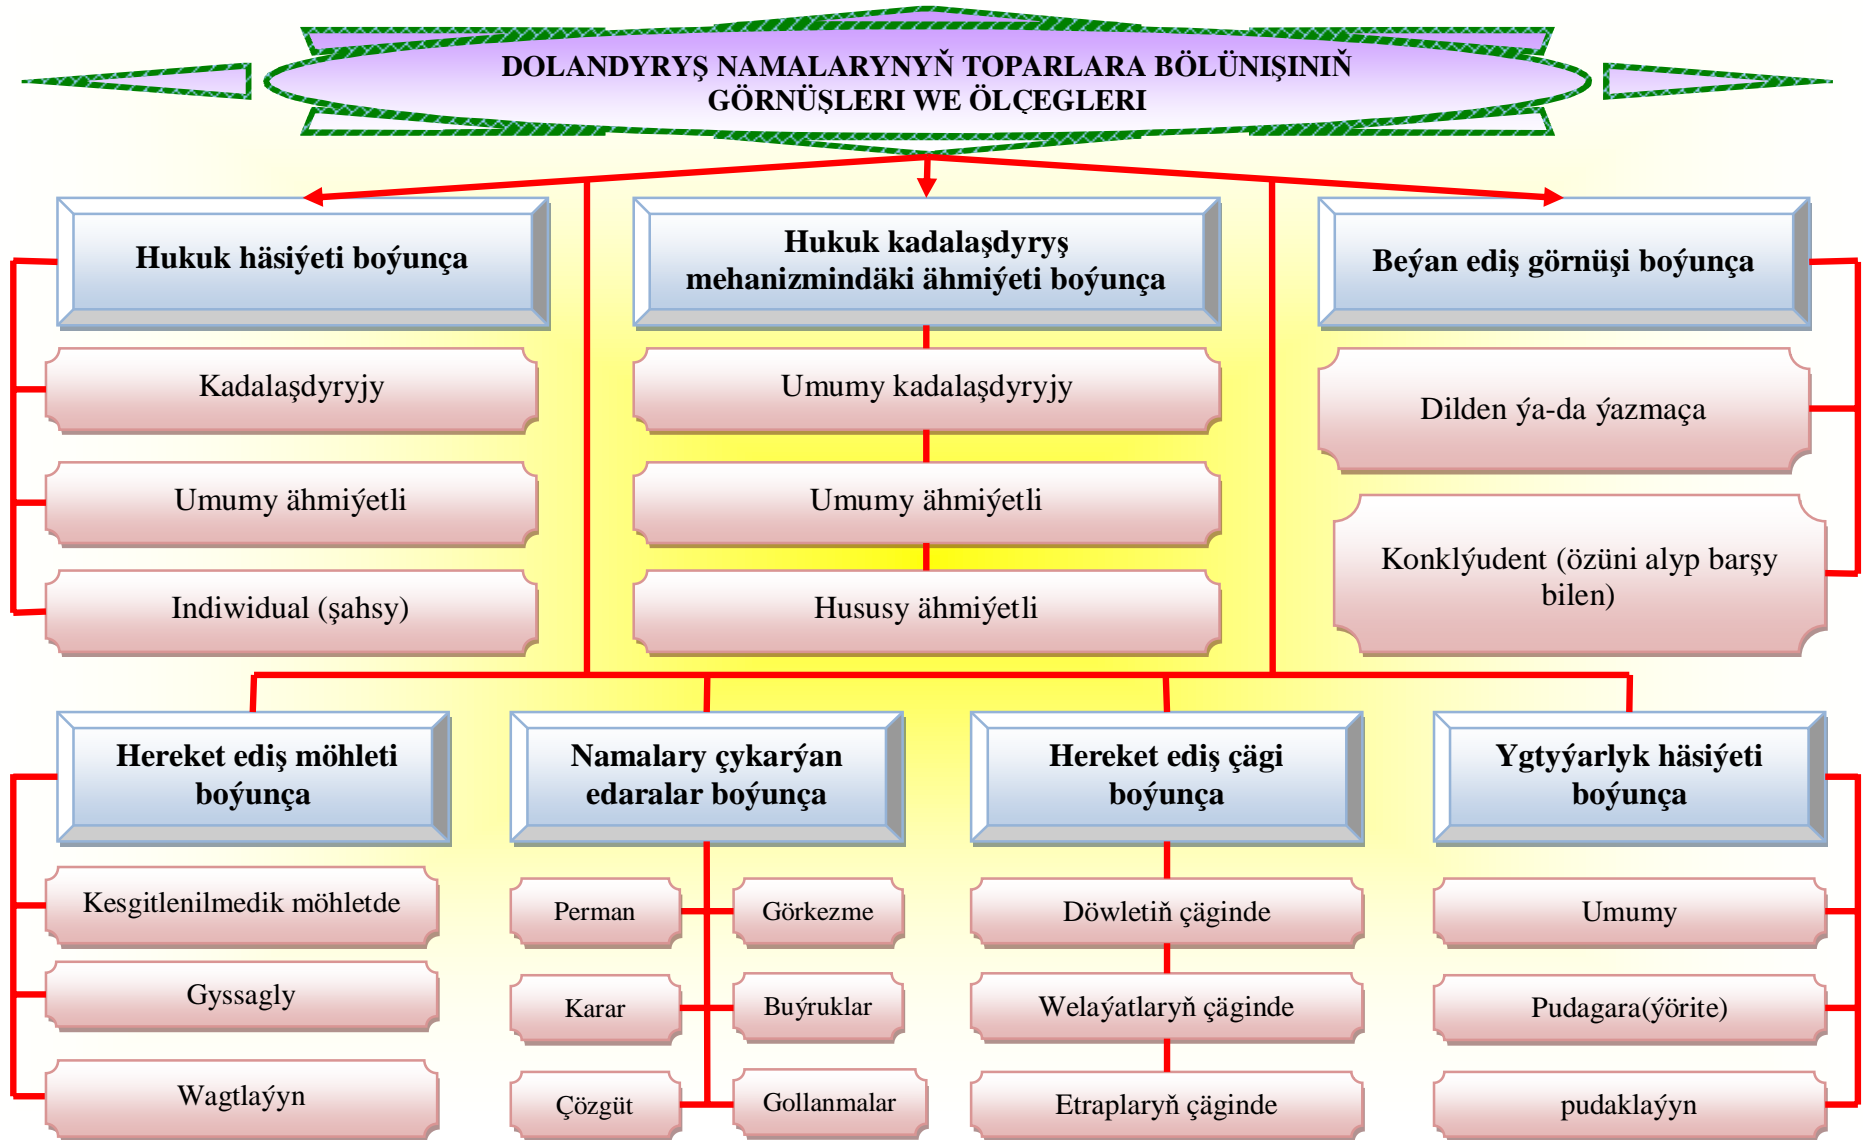 DOLANDYRYŞ NAMALARYNYŇ TOPARLARA BÖLÜNIŞINIŇ
GÖRNÜŞLERI WE ÖLÇEGLERI
Hukuk häsiýeti boýunça
Kadalaşdyryjy
Umumy ähmiýetli
Indiwidual (şahsy)
Hukuk kadalaşdyryş
mehanizmindäki ähmiýeti boýunça
Umumy kadalaşdyryjy
Umumy ähmiýetli
Hususy ähmiýetli
Beýan ediş görnüşi boýunça
Dilden ýa-da ýazmaça
Konklýudent (özüni alyp barşy
bilen)
Hereket ediş möhleti
boýunça
Kesgitlenilmedik möhletde
Gyssagly
Wagtlaýyn
Namalary çykarýan
edaralar boýunça
Perman
Görkezme
Karar
Buýruklar
Çözgüt
Gollanmalar
Hereket ediş çägi
boýunça
Döwletiň çäginde
Welaýatlaryň çäginde
Etraplaryň çäginde
Ygtyýarlyk häsiýeti
boýunça
Umumy
Pudagara(ýörite)
pudaklaýyn